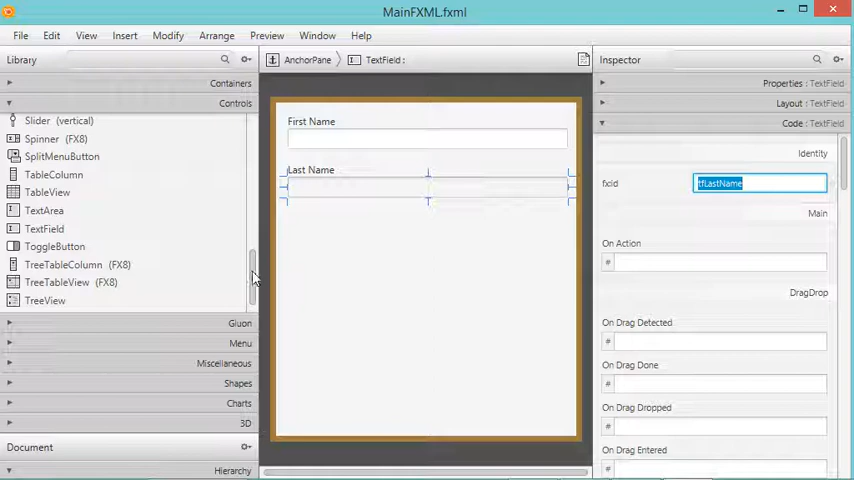 MainFXML.fxml
File Edit View Insert Modify Arrange Preview Window Help
Library
Containers
Controls
Slider (vertical)
Spinner (FX8)
SplitMenuButton
TableColumn
TableView
TextArea
TextField
ToggleButton
TreeTableColumn (FX8)
TreeTableView (FX8)
TreeView
Gluon
Menu
Miscellaneous
Shapes
Charts
3D
Document
Hierarchy
AnchorPane TextField :
First Name
Last Name
Inspector
Properties : TextField
Layout : TextField
Code : TextField
Identity
fx:id tfLastName
Main
On Action
#
DragDrop
On Drag Detected
#
On Drag Done
#
On Drag Dropped
#
On Drag Entered
#